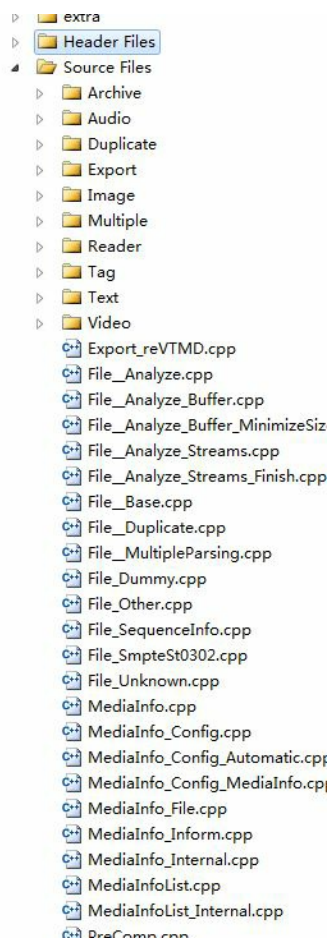 extra
Header Files
Source Files
Archive
Audio
Duplicate
Export
Image
Multiple
Reader
Tag
Text
Video
Export_reVTMD.cpp
File__Analyze.cpp
File__Analyze_Buffer.cpp
File__Analyze_Buffer_MinimizeSize
File__Analyze_Streams.cpp
File__Analyze_Streams_Finish.cpp
File__Base.cpp
File__Duplicate.cpp
File__MultipleParsing.cpp
File_Dummy.cpp
File_Other.cpp
File_SequenceInfo.cpp
File_SmpteSt0302.cpp
File_Unknown.cpp
MediaInfo.cpp
MediaInfo_Config.cpp
MediaInfo_Config_Automatic.cpp
MediaInfo_Config_MediaInfo.cpp
MediaInfo_File.cpp
MediaInfo_Inform.cpp
MediaInfo_Internal.cpp
MediaInfoList.cpp
MediaInfoList_Internal.cpp
PreComp.cpp